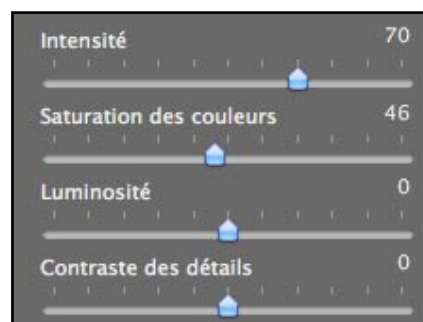 Intensité 70
Saturation des couleurs 46
Luminosité 0
Contraste des détails 0